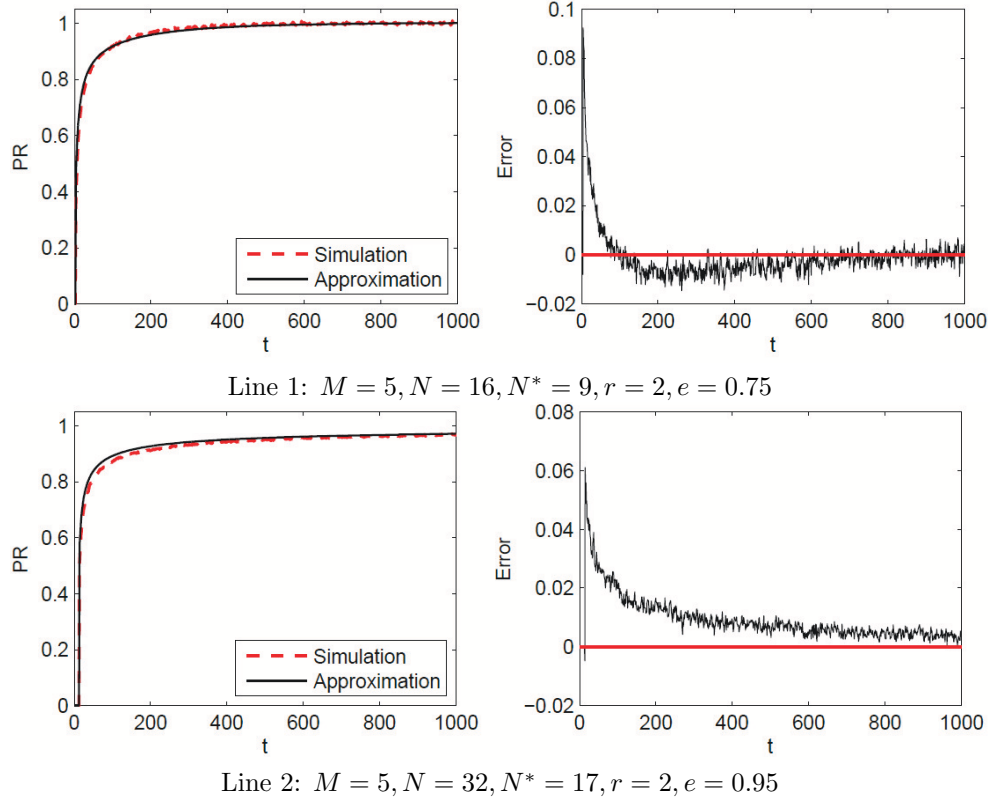 PR
1
0.8
0.6
0.4
0.2
0
0 200 400 600 800 1000
t
Simulation
Approximation
Error
0.1
0.08
0.06
0.04
0.02
0
−0.02
0 200 400 600 800 1000
t
Line 1: M = 5, N = 16, N* = 9, r = 2, e = 0.75
PR
1
0.8
0.6
0.4
0.2
0
0 200 400 600 800 1000
t
Simulation
Approximation
Error
0.08
0.06
0.04
0.02
0
−0.02
0 200 400 600 800 1000
t
Line 2: M = 5, N = 32, N* = 17, r = 2, e = 0.95